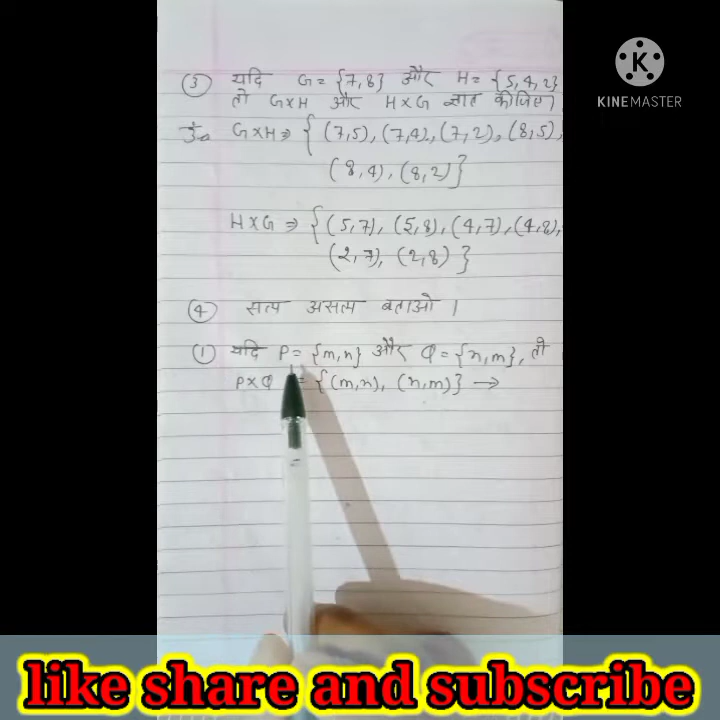 K
KINEMASTER
③ यदि G= {7,8} और H= {5,4,2}
तो G×H और H×G ज्ञात कीजिए।
उ॰ G×H⇒ { (7,5), (7,4), (7,2), (8,5),
(8,4), (8,2)}
H×G ⇒ {(5,7), (5,8), (4,7), (4,8),
(2,7), (2,8) }
④ सत्य असत्य बताओ।
① यदि P= {m,n} और Q= {n,m}, तो
P×Q = {(m,n), (n,m)} →
like share and subscribe